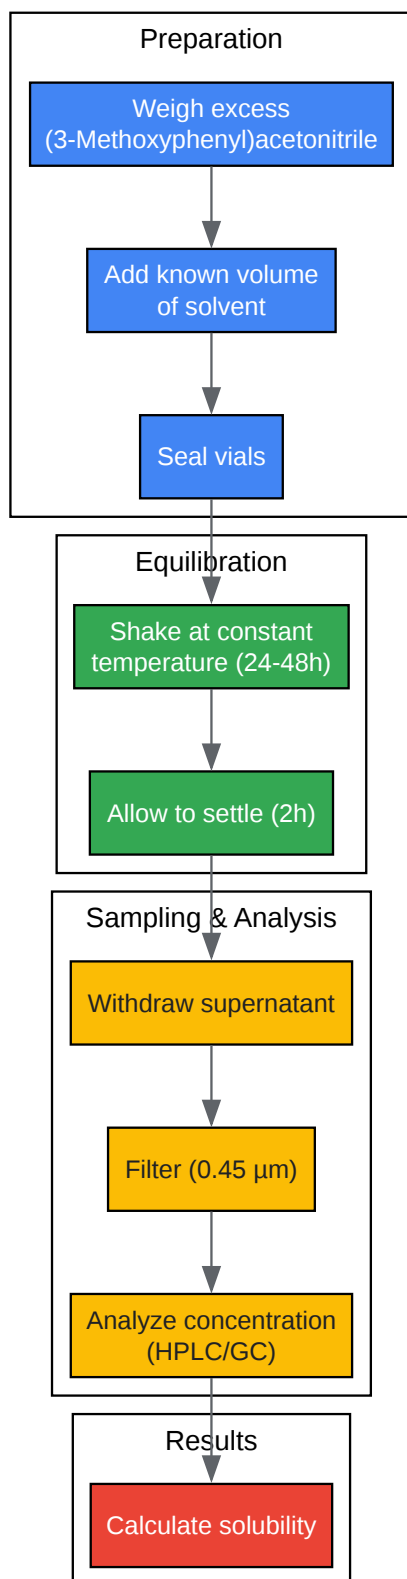 Preparation
Weigh excess
(3-Methoxyphenyl)acetonitrile
Add known volume
of solvent
Seal vials
Equilibration
Shake at constant
temperature (24-48h)
Allow to settle (2h)
Sampling & Analysis
Withdraw supernatant
Filter (0.45 µm)
Analyze concentration
(HPLC/GC)
Results
Calculate solubility